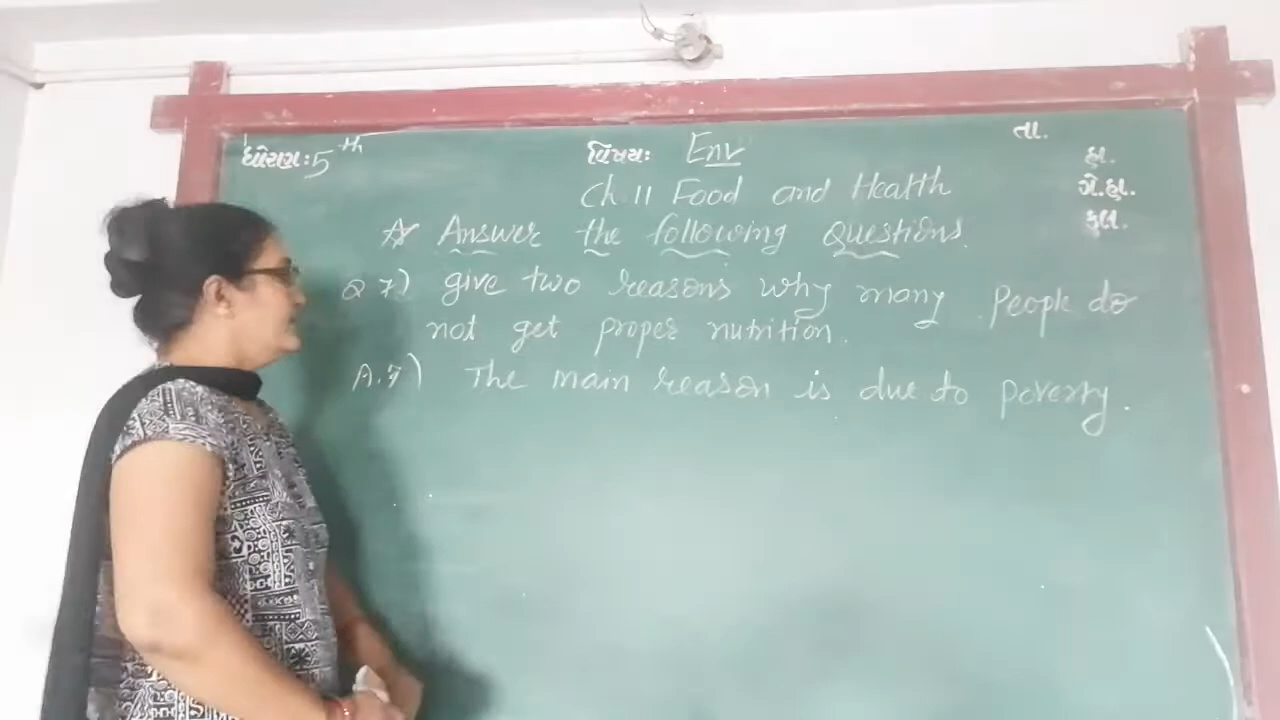 ધોરણ: 5th
વિષય: Env
તા.
હા.
ગે.હા.
કુલ.
Ch.11 Food and Health
☆ Answer the following Questions.
Q 7) give two reasons why many People do
not get proper nutrition.
A.7) The main reason is due to poverty.